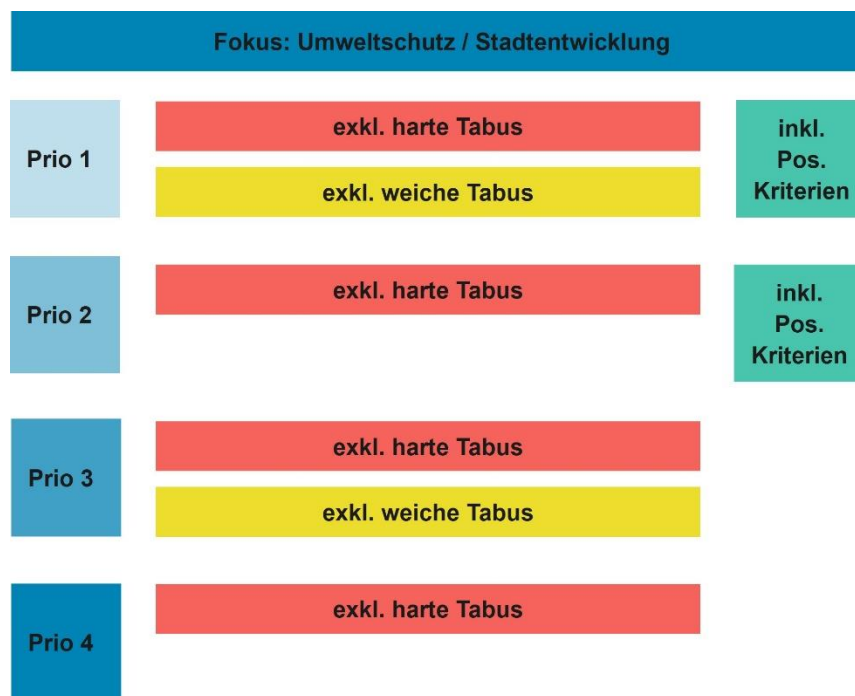 Fokus: Umweltschutz / Stadtentwicklung
Prio 1
exkl. harte Tabus
exkl. weiche Tabus
inkl.
Pos.
Kriterien
Prio 2
exkl. harte Tabus
inkl.
Pos.
Kriterien
Prio 3
exkl. harte Tabus
exkl. weiche Tabus
Prio 4
exkl. harte Tabus